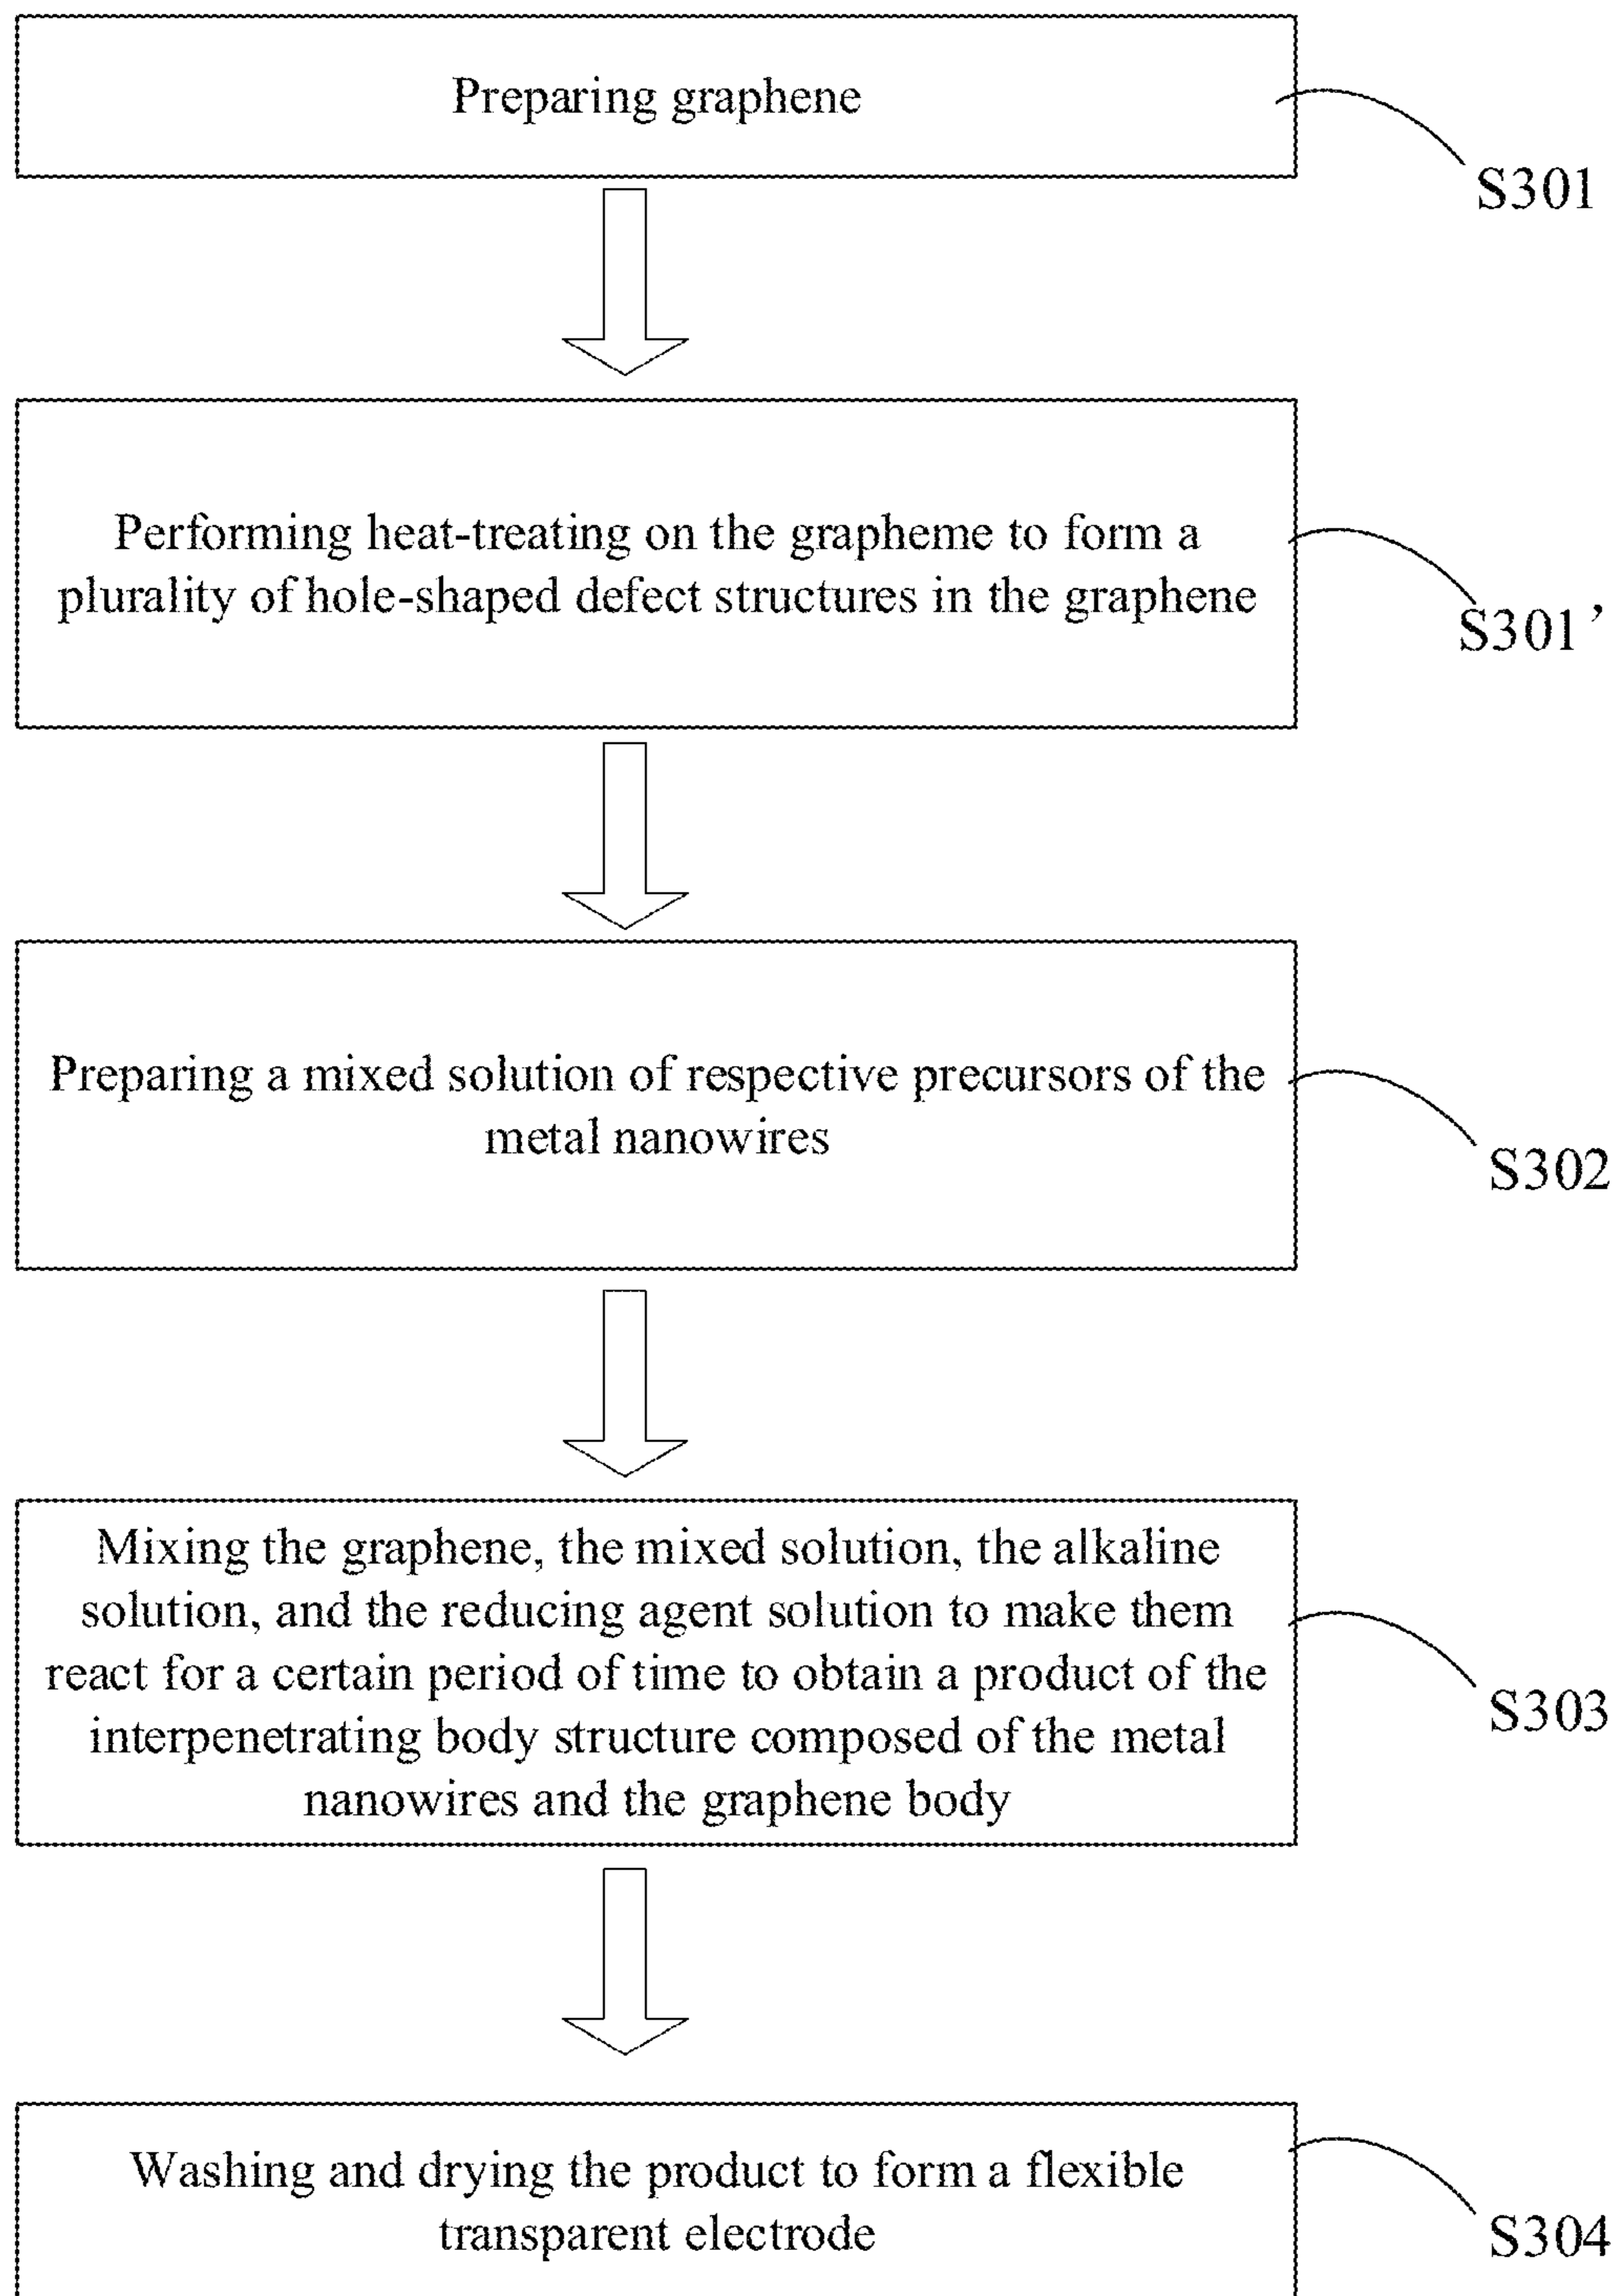 Preparing graphene
S301
Performing heat-treating on the grapheme to form a
plurality of hole-shaped defect structures in the graphene
S301’
Preparing a mixed solution of respective precursors of the
metal nanowires
S302
Mixing the graphene, the mixed solution, the alkaline
solution, and the reducing agent solution to make them
react for a certain period of time to obtain a product of the
interpenetrating body structure composed of the metal
nanowires and the graphene body
S303
Washing and drying the product to form a flexible
transparent electrode
S304